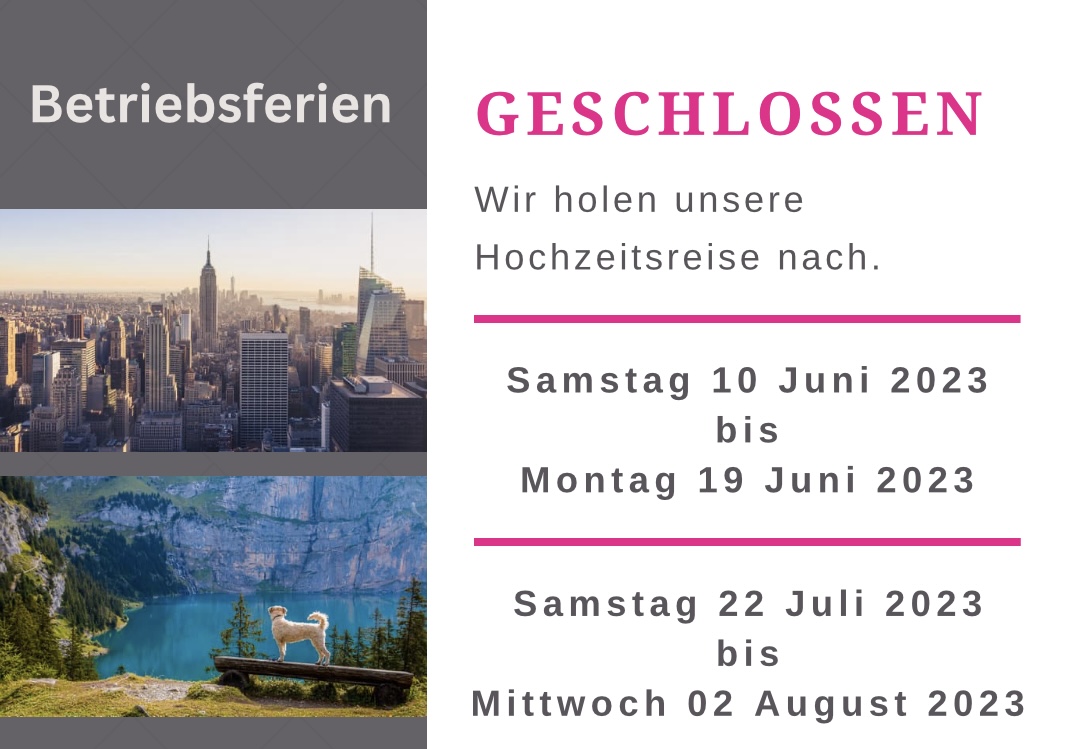 Betriebsferien
GESCHLOSSEN
Wir holen unsere
Hochzeitsreise nach.
Samstag 10 Juni 2023
bis
Montag 19 Juni 2023
Samstag 22 Juli 2023
bis
Mittwoch 02 August 2023